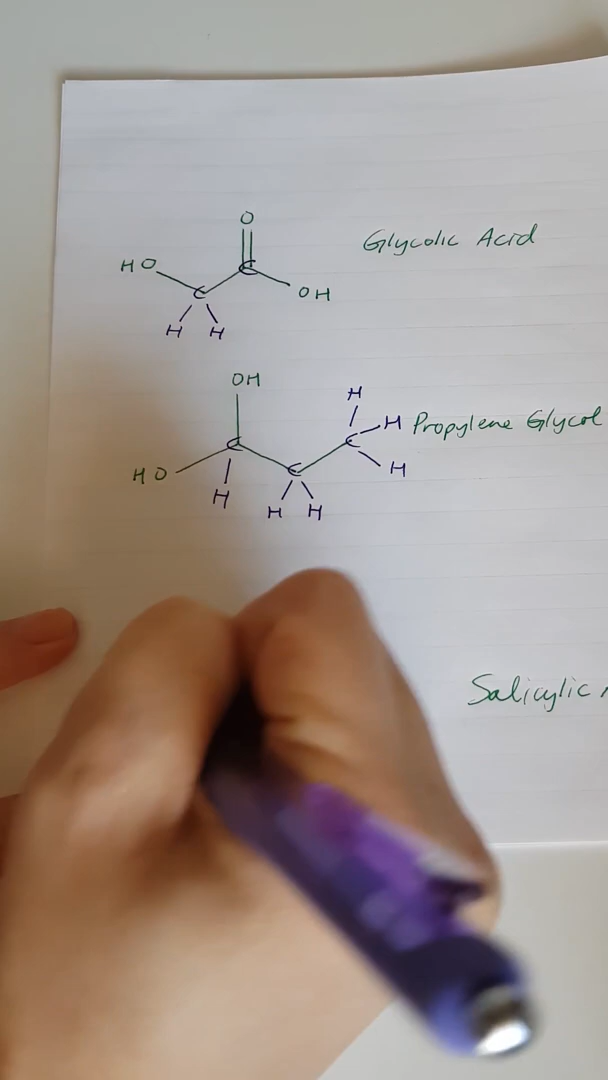 O
HO C Glycolic Acid
C OH
H H
OH
H
C C H Propylene Glycol
HO C H
H H H
Salicylic